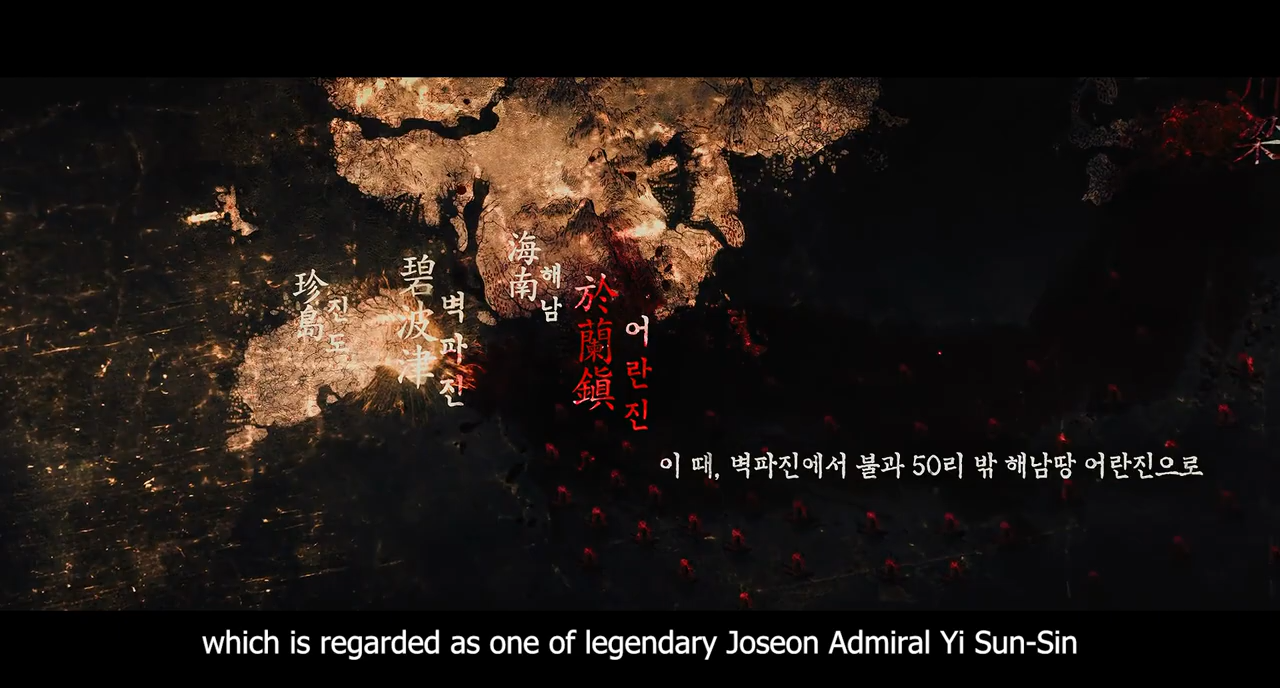 珍島
진도
碧波津
벽파진
海南
해남
於蘭鎭
어란진
이 때, 벽파진에서 불과 50리 밖 해남땅 어란진으로
which is regarded as one of legendary Joseon Admiral Yi Sun-Sin